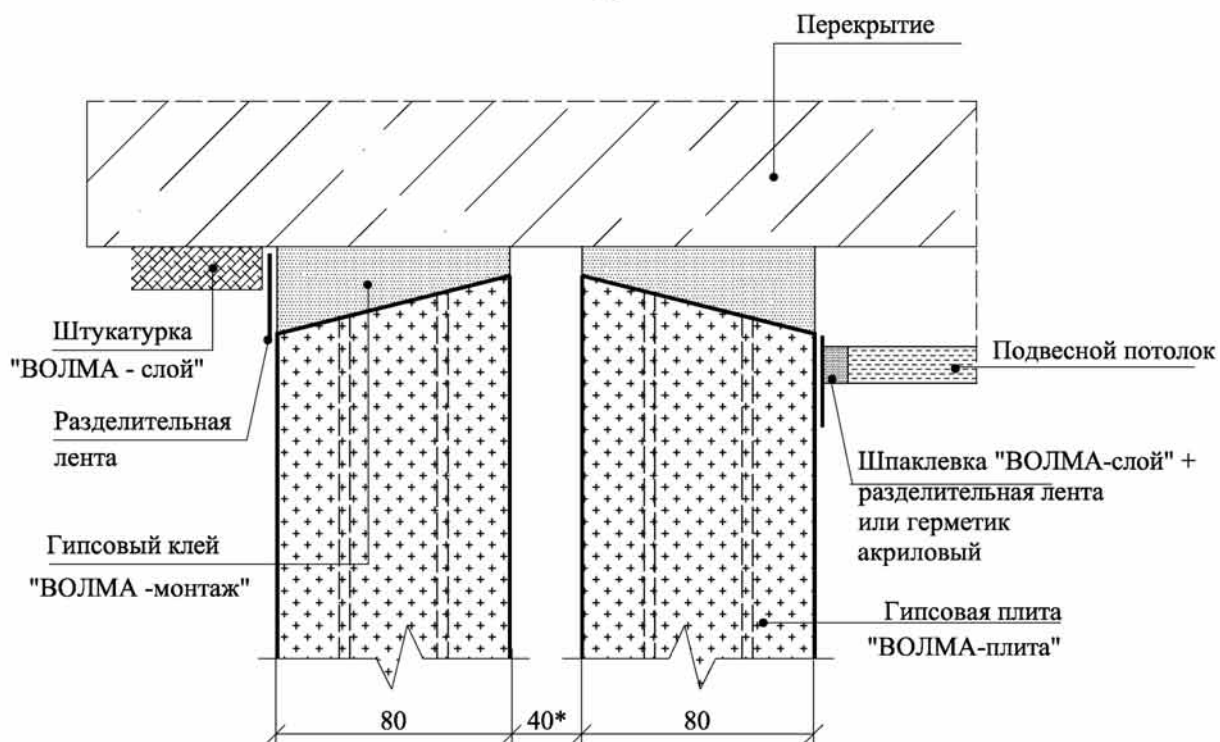 Перекрытие
Штукатурка
"ВОЛМА - слой"
Разделительная
лента
Гипсовый клей
"ВОЛМА -монтаж"
Подвесной потолок
Шпаклевка "ВОЛМА-слой" +
разделительная лента
или герметик
акриловый
Гипсовая плита
"ВОЛМА-плита"
80
40*
80